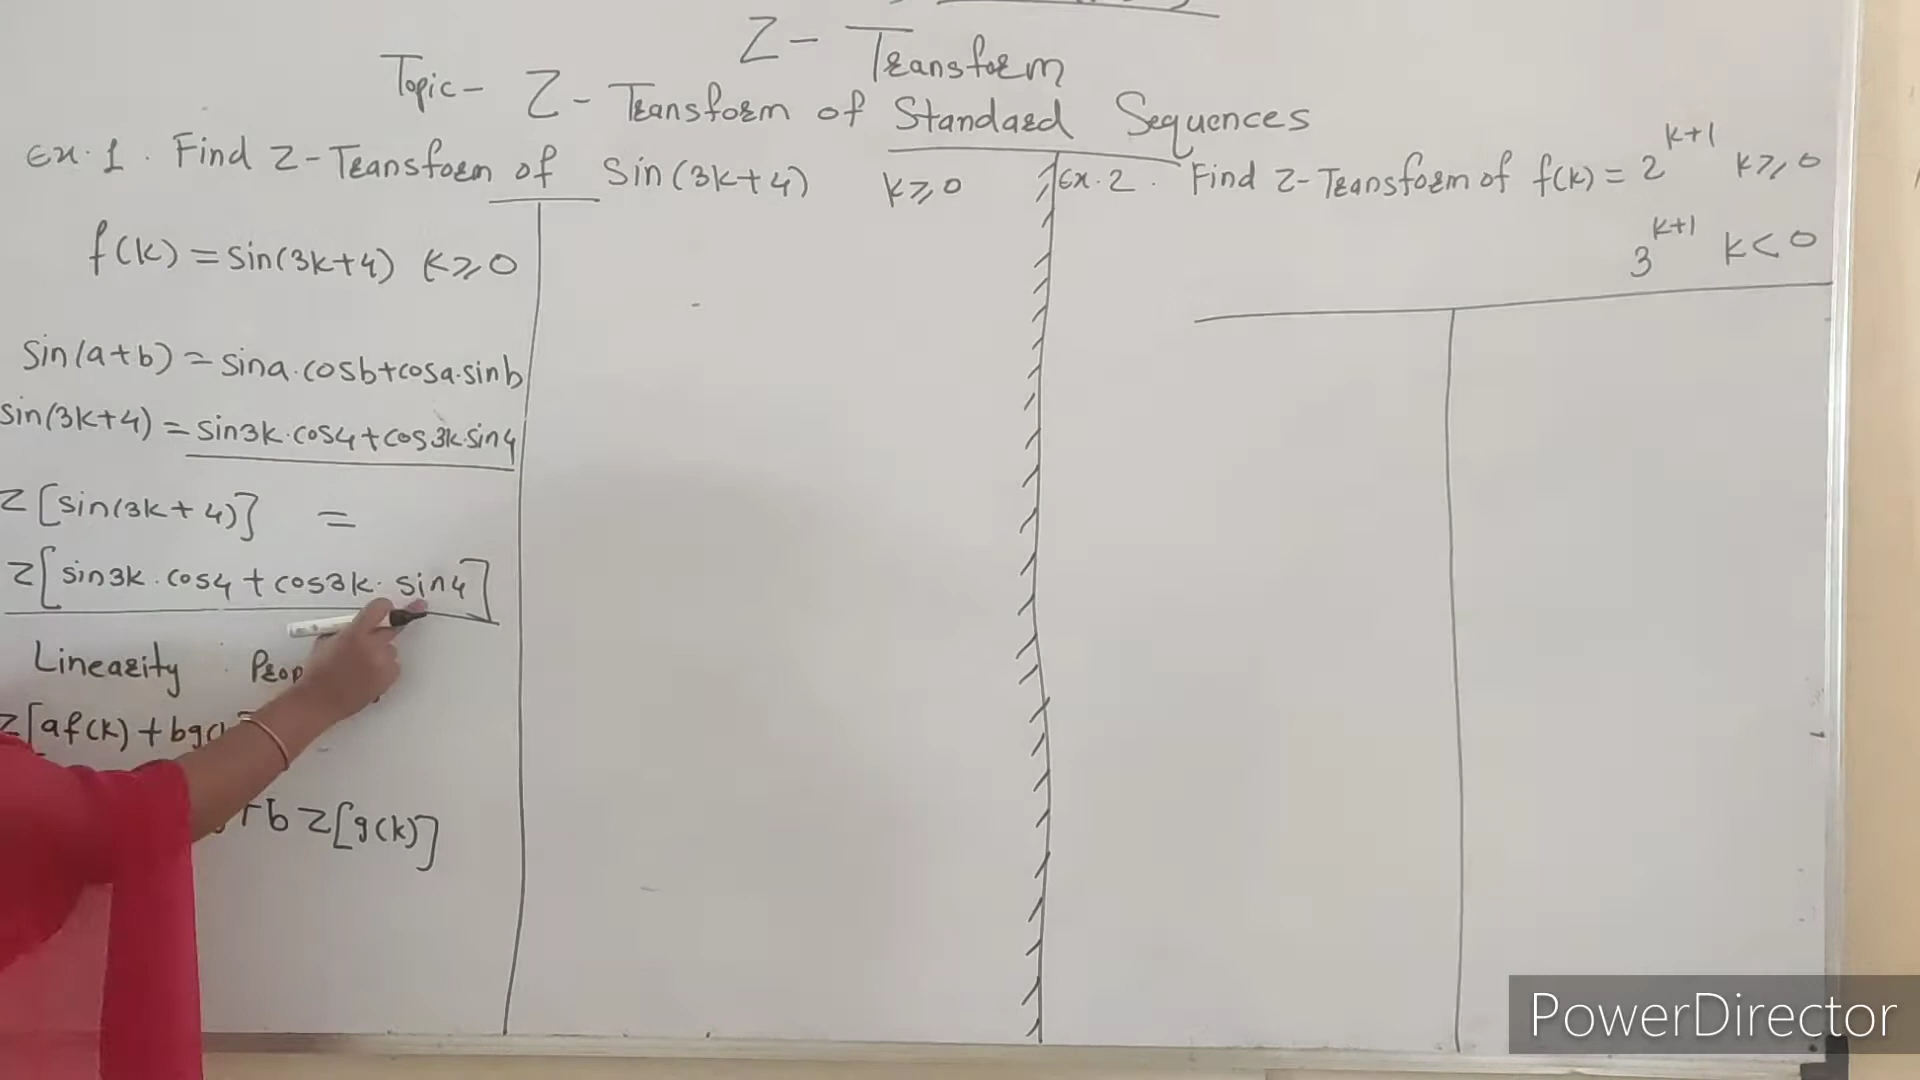 Z - Transform
Topic - Z - Transform of Standard Sequences
Ex. 1. Find Z-Transform of Sin(3k+4) k ≥ 0
f(k) = sin(3k+4) k ≥ 0
Sin(a+b) = sina.cosb+cosa.sinb
sin(3k+4) = sin3k.cos4+cos3k.sin4
Z[sin(3k+4)] =
Z[sin3k.cos4 + cos3k.sin4]
Linearity
Z[af(k)+bg(
+b Z[g(k)]
Ex. 2. Find Z-Transform of f(k) = 2^{k+1} k ≥ 0
3^{k+1} k < 0
PowerDirector